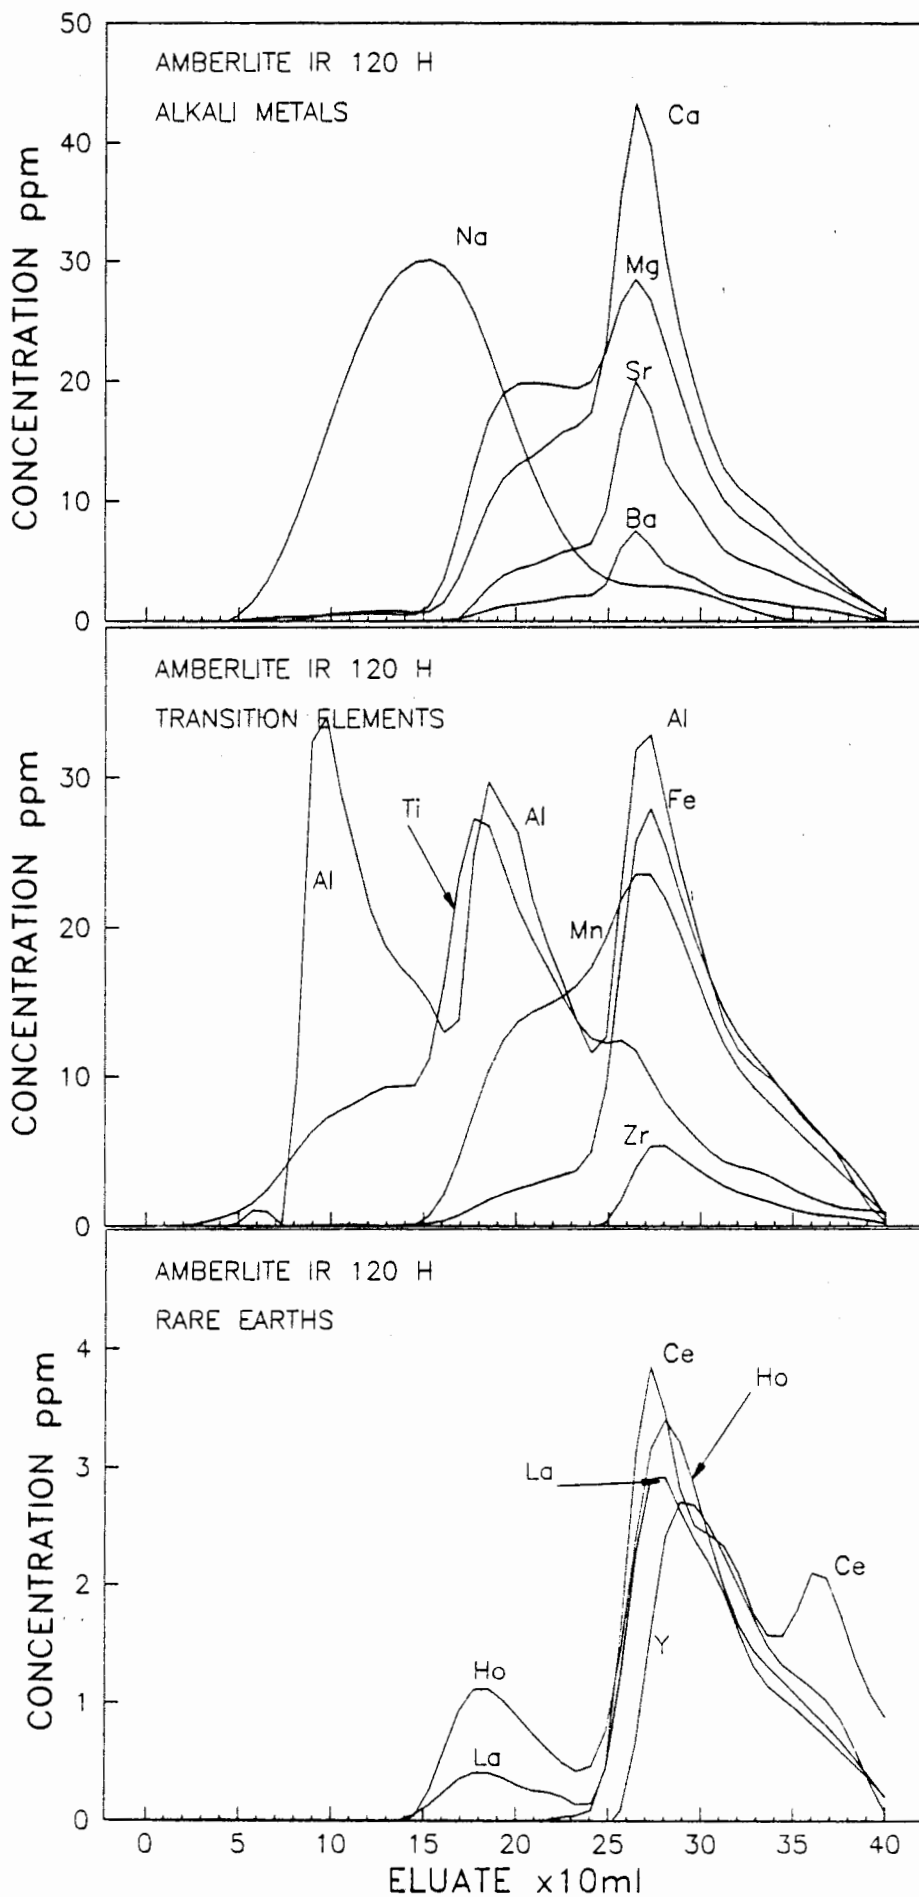 50
AMBERLITE IR 120 H
ALKALI METALS
Ca
40
Na
30
Mg
Sr
20
10
Ba
0
CONCENTRATION ppm
AMBERLITE IR 120 H
TRANSITION ELEMENTS
Al
30
Ti
Al
Fe
Al
20
Mn
10
Zr
0
CONCENTRATION ppm
AMBERLITE IR 120 H
RARE EARTHS
4
Ce
Ho
3
La
2
Ce
Y
1
Ho
La
0
CONCENTRATION ppm
0 5 10 15 20 25 30 35 40
ELUATE x10ml